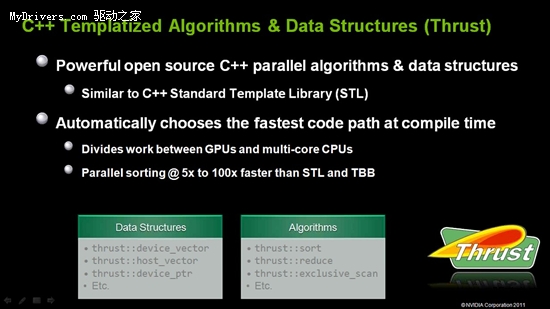 MyDrivers.com 驱动之家
C++ Templatized Algorithms & Data Structures (Thrust)
Powerful open source C++ parallel algorithms & data structures
Similar to C++ Standard Template Library (STL)
Automatically chooses the fastest code path at compile time
Divides work between GPUs and multi-core CPUs
Parallel sorting @ 5x to 100x faster than STL and TBB
Data Structures
• thrust::device_vector
• thrust::host_vector
• thrust::device_ptr
• Etc.
Algorithms
• thrust::sort
• thrust::reduce
• thrust::exclusive_scan
• Etc.
Thrust
© NVIDIA Corporation 2011